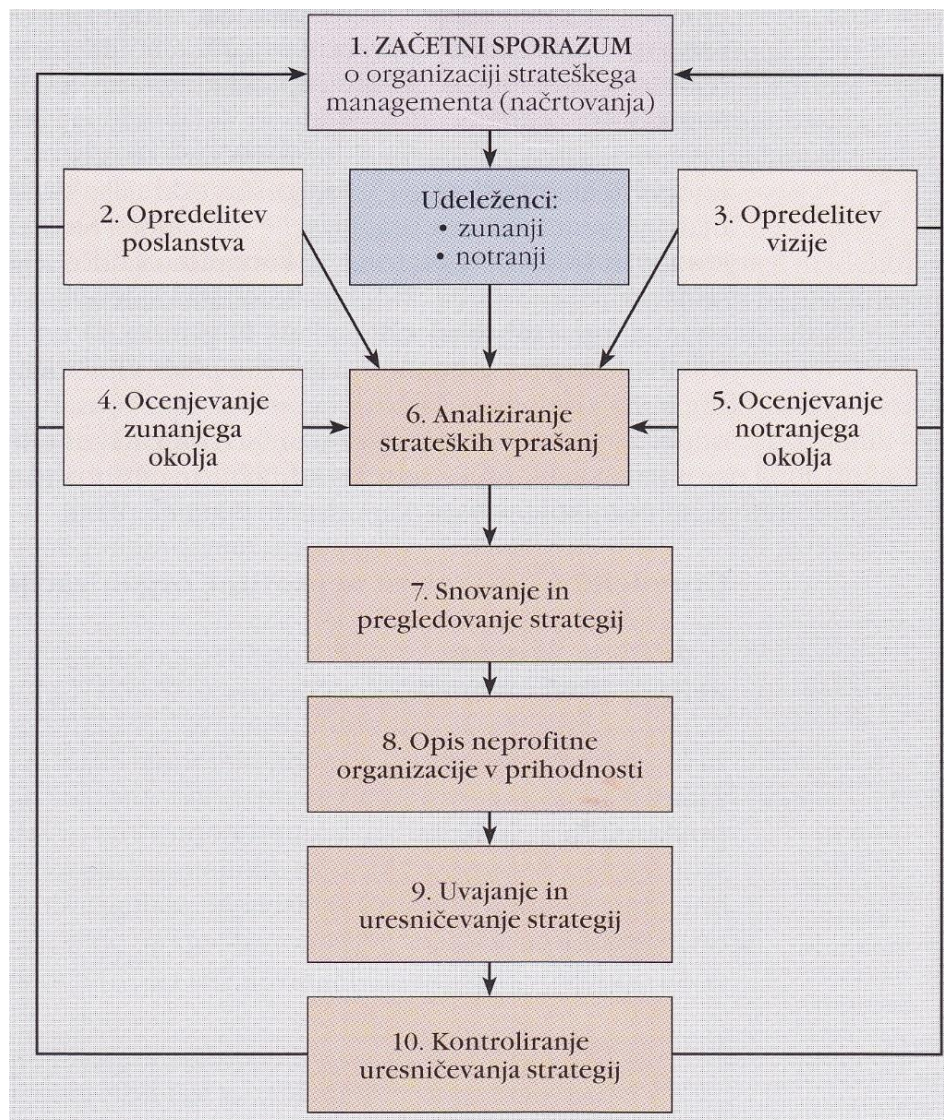 1. ZAČETNI SPORAZUM
o organizaciji strateškega
managementa (načrtovanja)
2. Opredelitev
poslanstva
Udeleženci:
• zunanji
• notranji
3. Opredelitev
vizije
4. Ocenjevanje
zunanjega
okolja
6. Analiziranje
strateških vprašanj
5. Ocenjevanje
notranjega
okolja
7. Snovanje in
pregledovanje strategij
8. Opis neprofitne
organizacije v prihodnosti
9. Uvajanje in
uresničevanje strategij
10. Kontroliranje
uresničevanja strategij